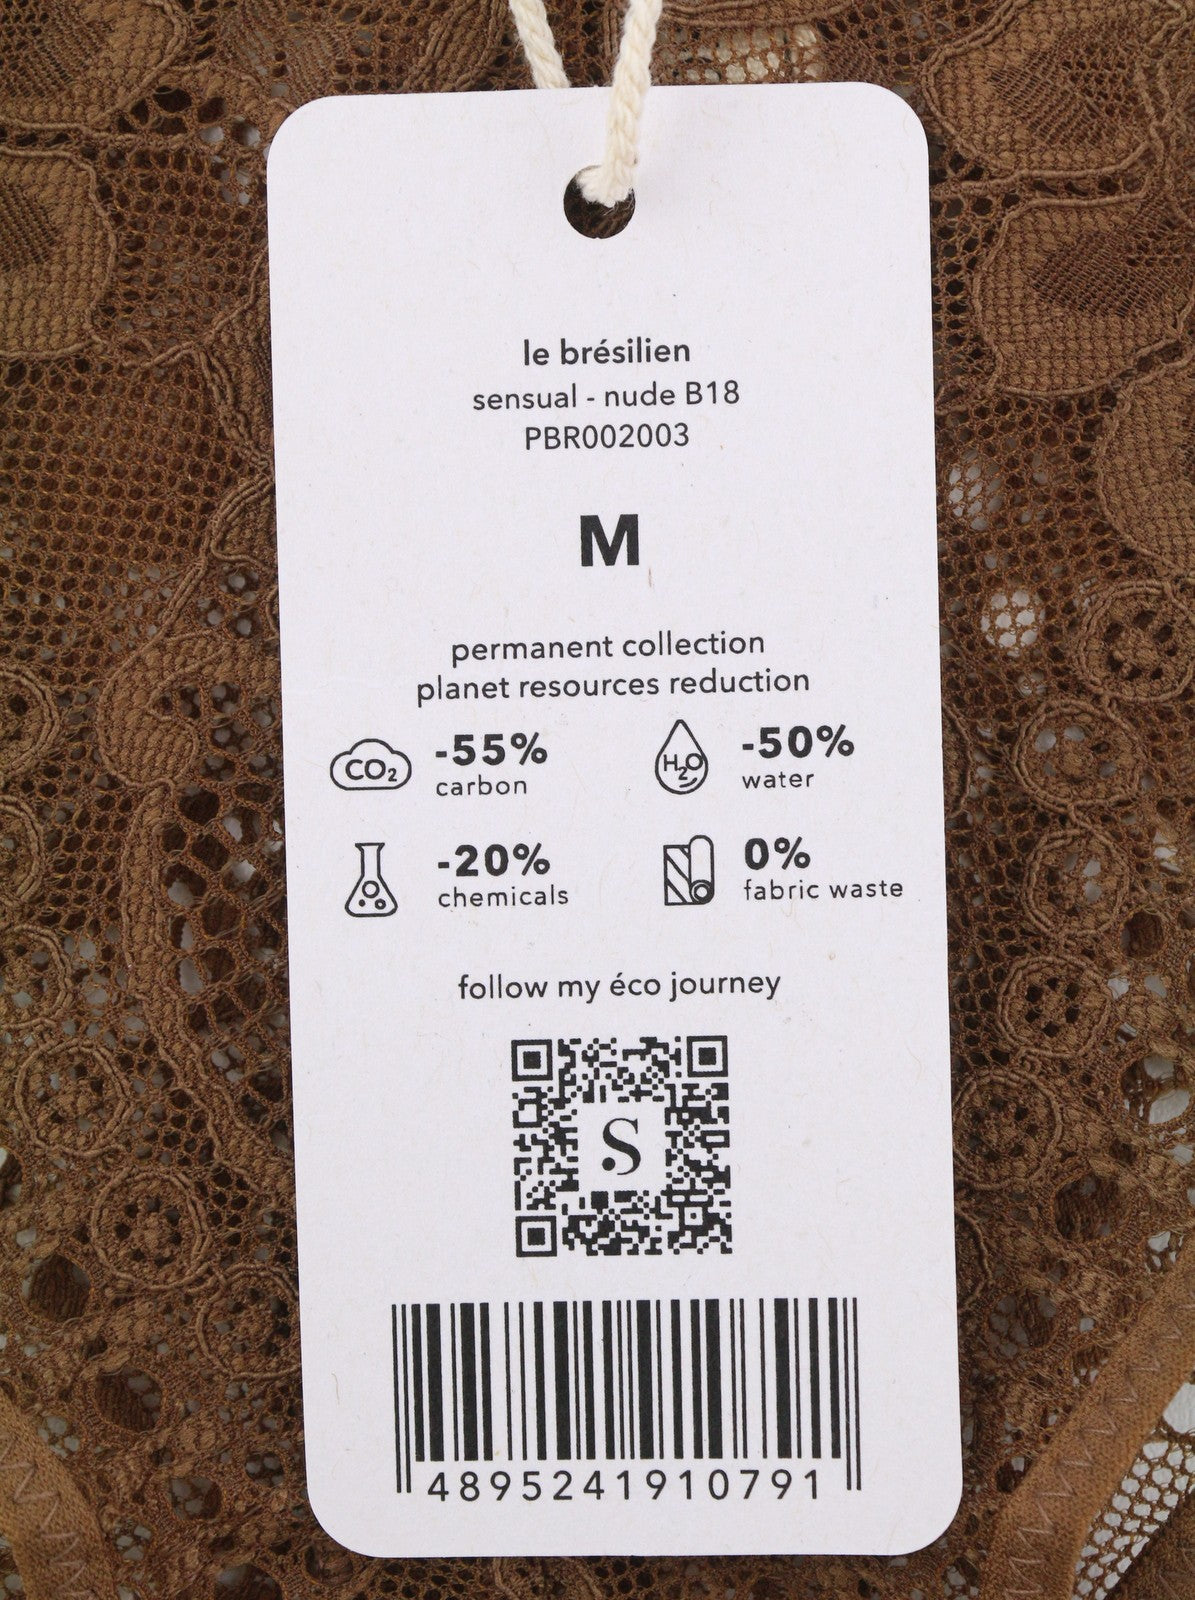 le brésilien
sensual - nude B18
PBR002003
M
permanent collection
planet resources reduction
CO₂ -55% carbon
H₂O -50% water
-20% chemicals
0% fabric waste
follow my éco journey
S
4895241910791